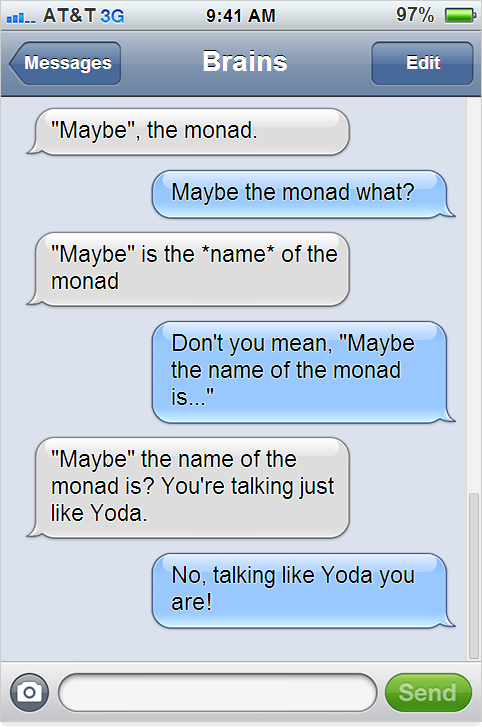 AT&T 3G 9:41 AM 97%
Messages Brains Edit
"Maybe", the monad.
Maybe the monad what?
"Maybe" is the *name* of the
monad
Don't you mean, "Maybe
the name of the monad
is..."
"Maybe" the name of the
monad is? You're talking just
like Yoda.
No, talking like Yoda you
are!
Send